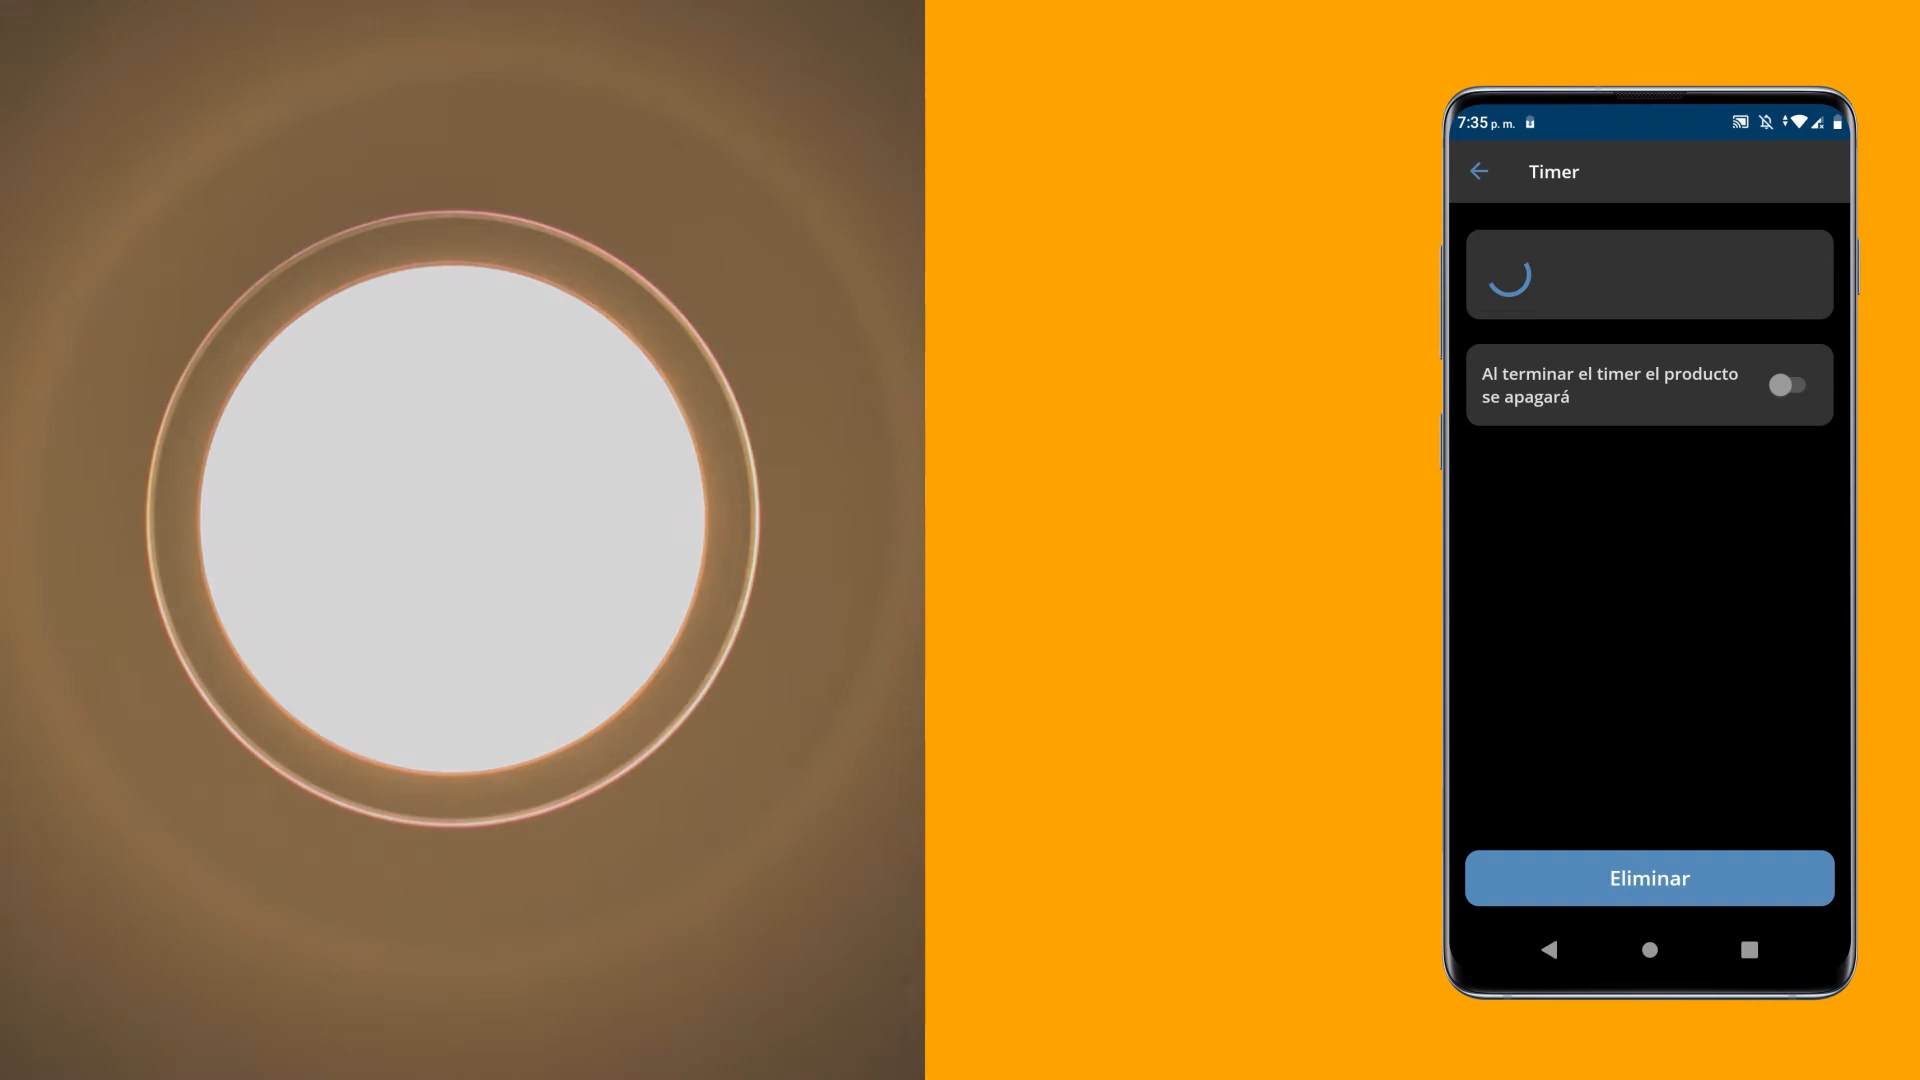 7:35 p. m.
Timer
Al terminar el timer el producto
se apagará
Eliminar